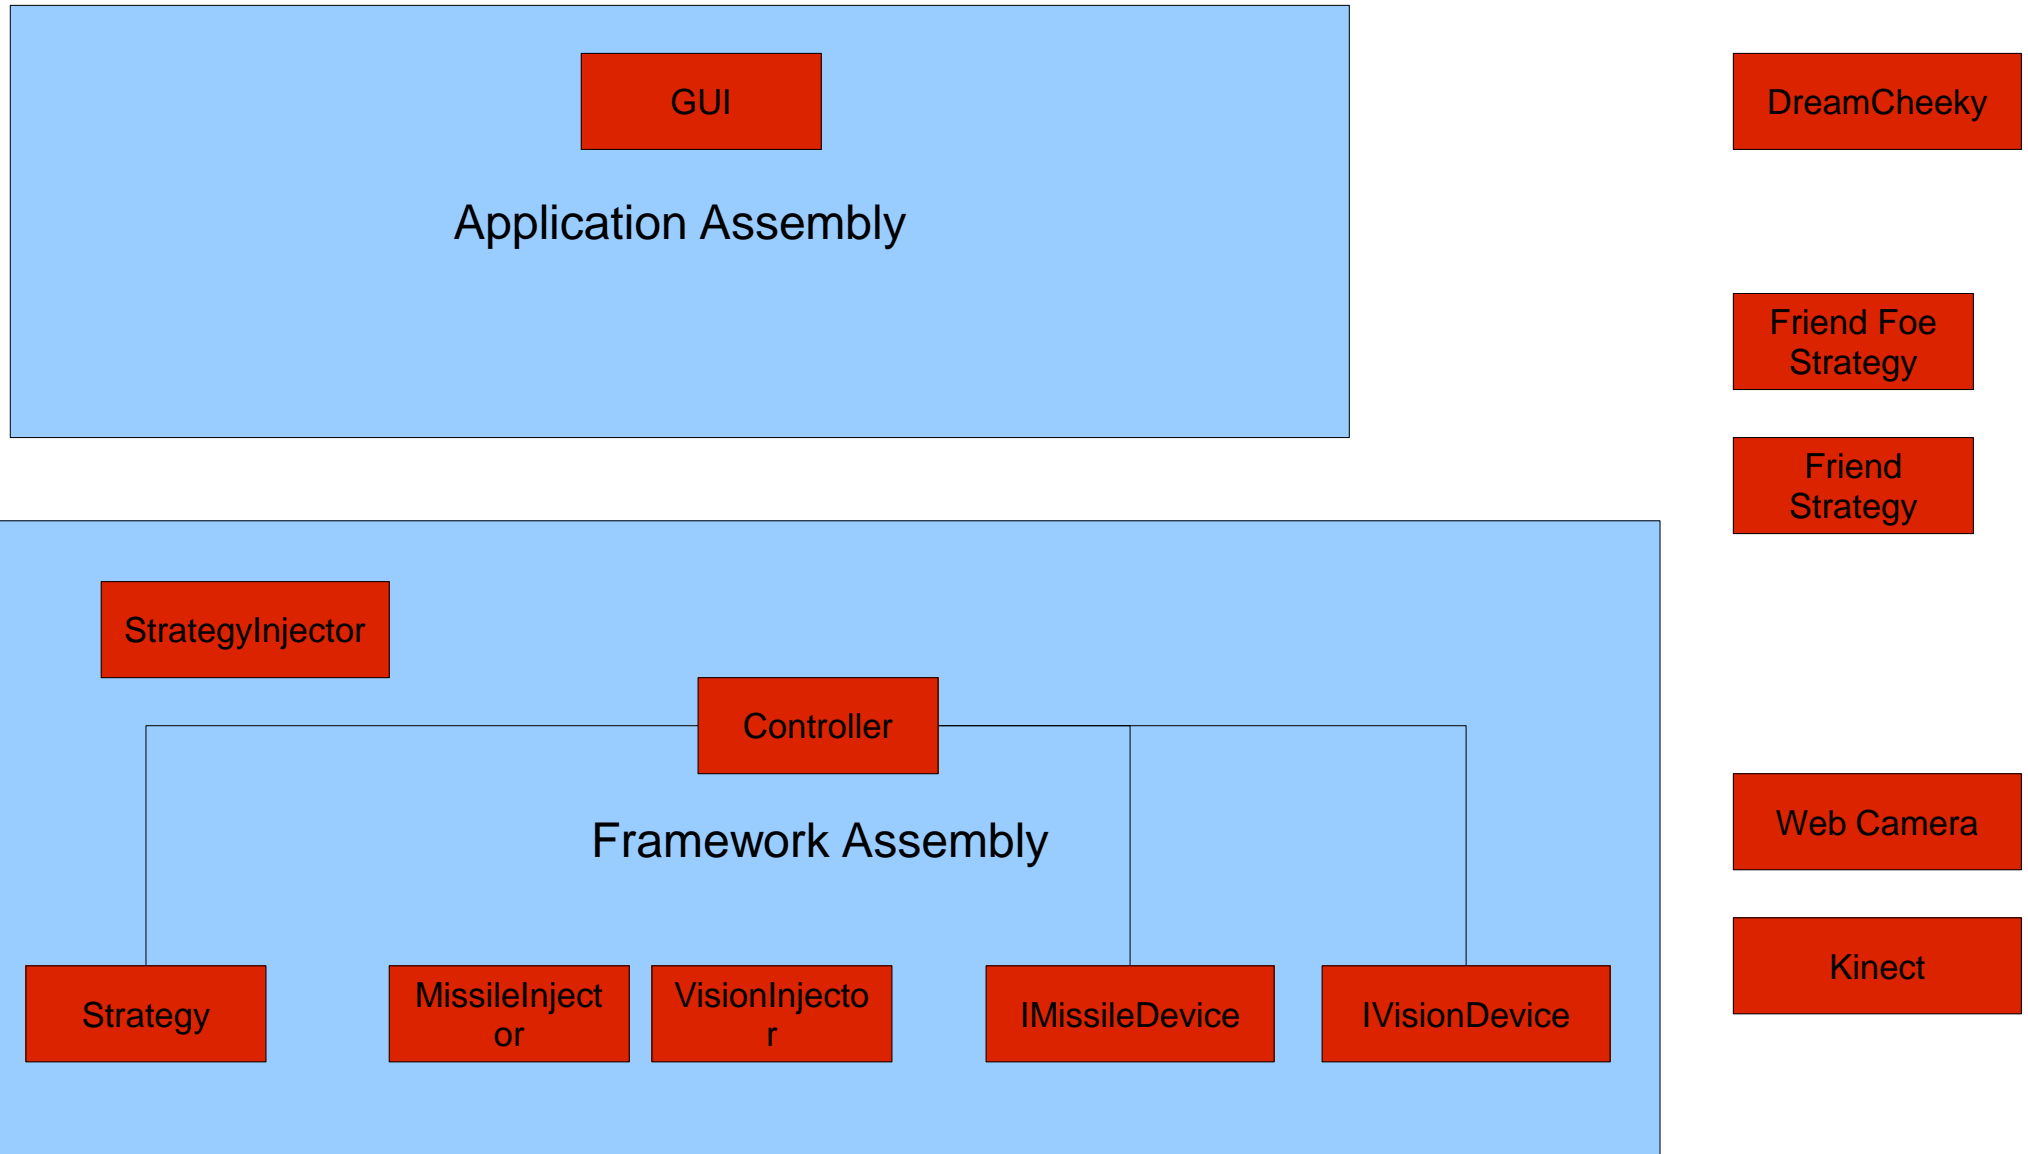 GUI
DreamCheeky
Application Assembly
Friend Foe
Strategy
Friend
Strategy
StrategyInjector
Controller
Framework Assembly
Web Camera
Kinect
Strategy
MissileInject
or
VisionInjecto
r
IMissileDevice
IVisionDevice